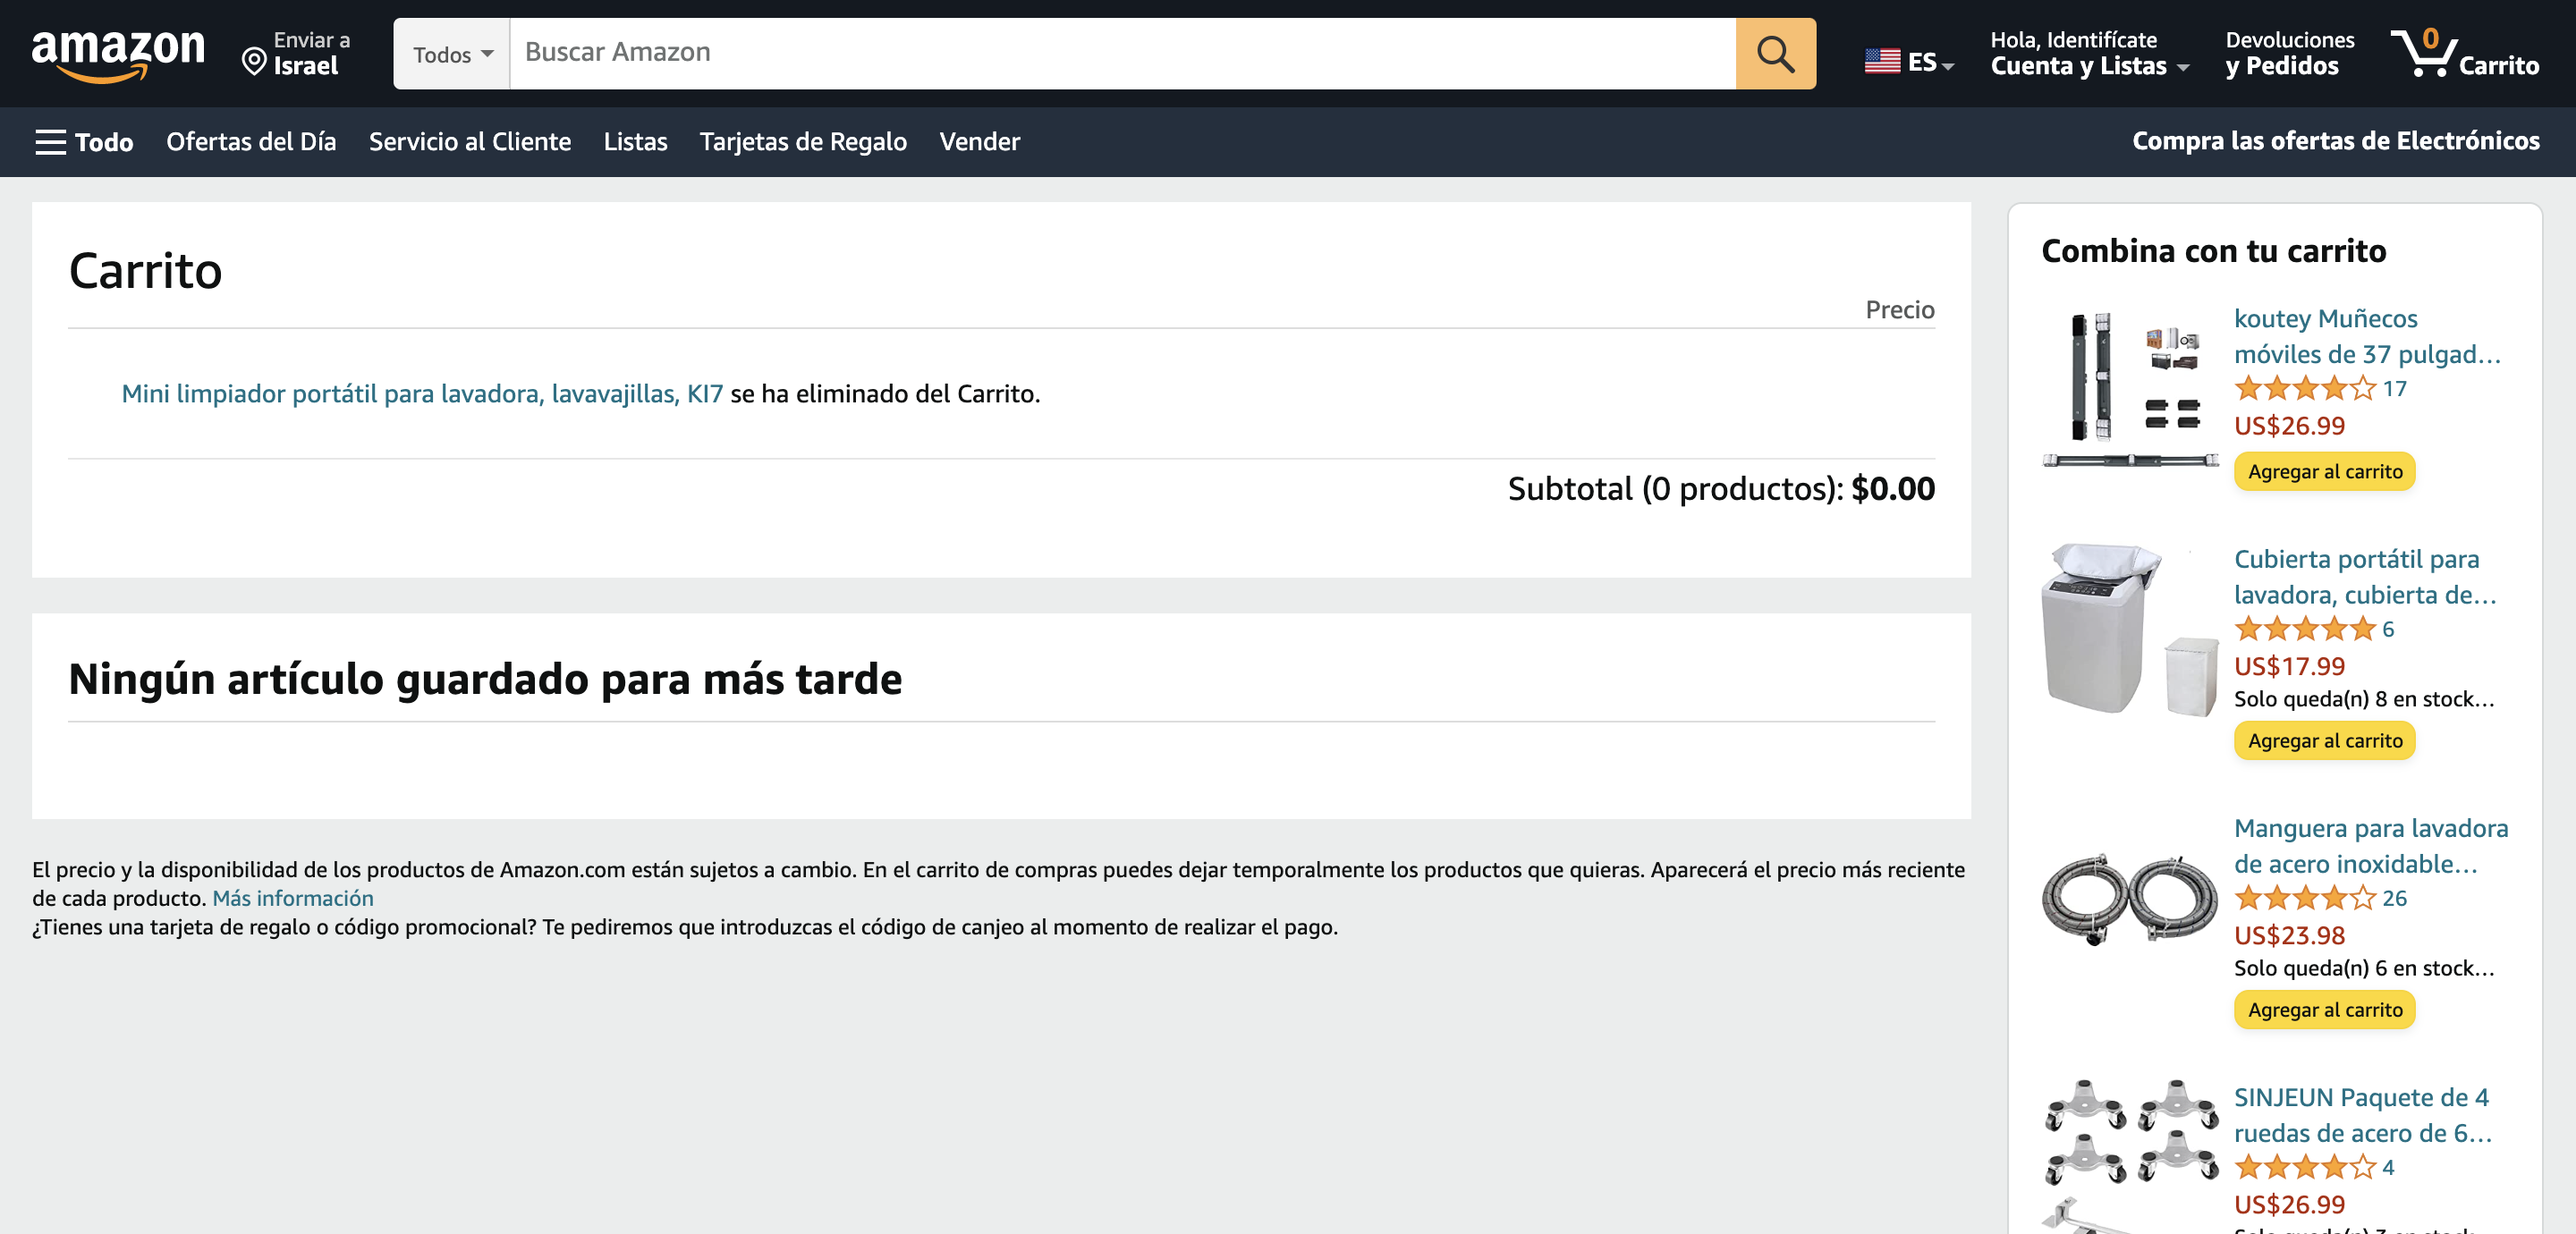 amazon
Enviar a
Israel
Todos
Buscar Amazon
ES
Hola, Identifícate
Cuenta y Listas
Devoluciones
y Pedidos
0
Carrito
Todo
Ofertas del Día
Servicio al Cliente
Listas
Tarjetas de Regalo
Vender
Compra las ofertas de Electrónicos
Carrito
Precio
Mini limpiador portátil para lavadora, lavavajillas, KI7 se ha eliminado del Carrito.
Subtotal (0 productos): $0.00
Ningún artículo guardado para más tarde
El precio y la disponibilidad de los productos de Amazon.com están sujetos a cambio. En el carrito de compras puedes dejar temporalmente los productos que quieras. Aparecerá el precio más reciente
de cada producto. Más información
¿Tienes una tarjeta de regalo o código promocional? Te pediremos que introduzcas el código de canjeo al momento de realizar el pago.
Combina con tu carrito
koutey Muñecos
móviles de 37 pulgad…
17
US$26.99
Agregar al carrito
Cubierta portátil para
lavadora, cubierta de…
6
US$17.99
Solo queda(n) 8 en stock…
Agregar al carrito
Manguera para lavadora
de acero inoxidable…
26
US$23.98
Solo queda(n) 6 en stock…
Agregar al carrito
SINJEUN Paquete de 4
ruedas de acero de 6…
4
US$26.99